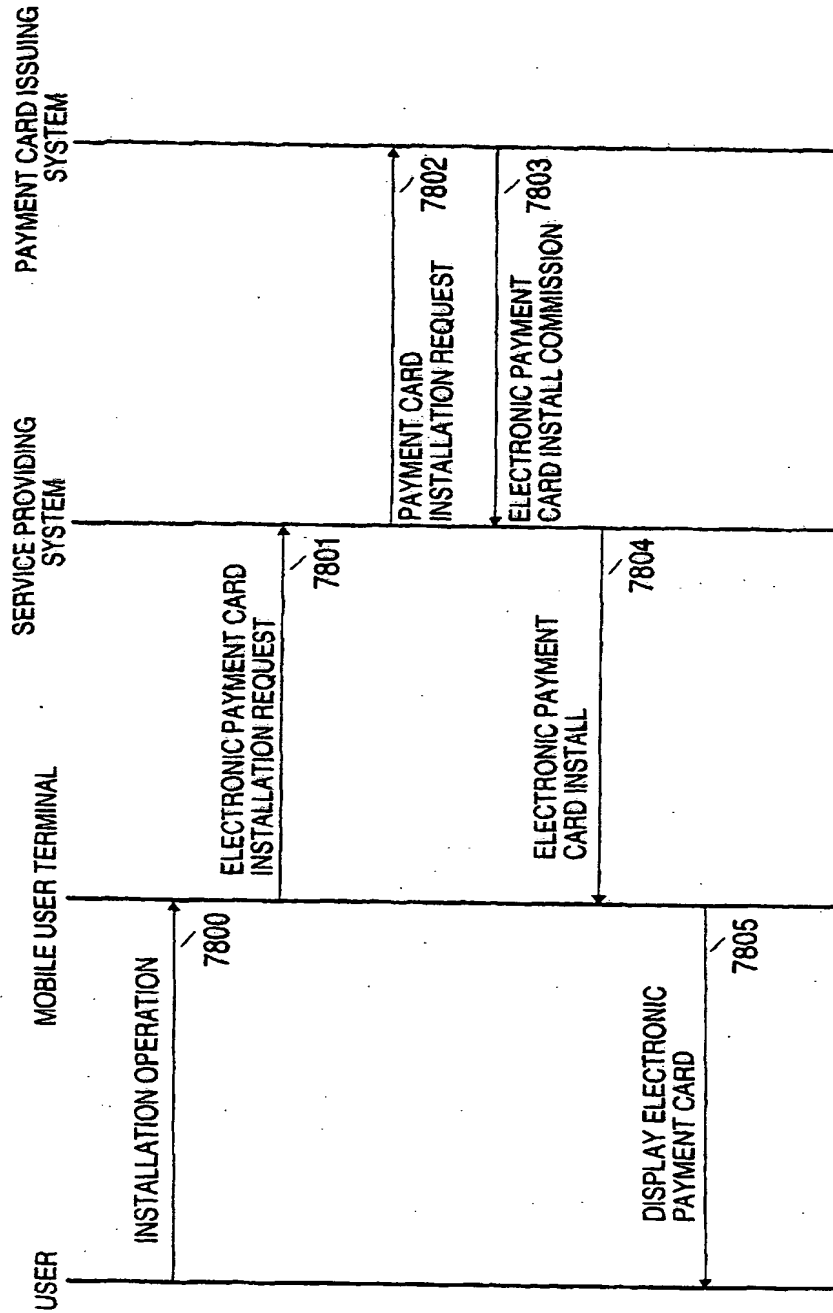 USER
MOBILE USER TERMINAL
SERVICE PROVIDING
SYSTEM
PAYMENT CARD ISSUING
SYSTEM
INSTALLATION OPERATION
7800
ELECTRONIC PAYMENT CARD
INSTALLATION REQUEST
7801
PAYMENT CARD
INSTALLATION REQUEST
7802
ELECTRONIC PAYMENT
CARD INSTALL COMMISSION
7803
ELECTRONIC PAYMENT
CARD INSTALL
7804
DISPLAY ELECTRONIC
PAYMENT CARD
7805